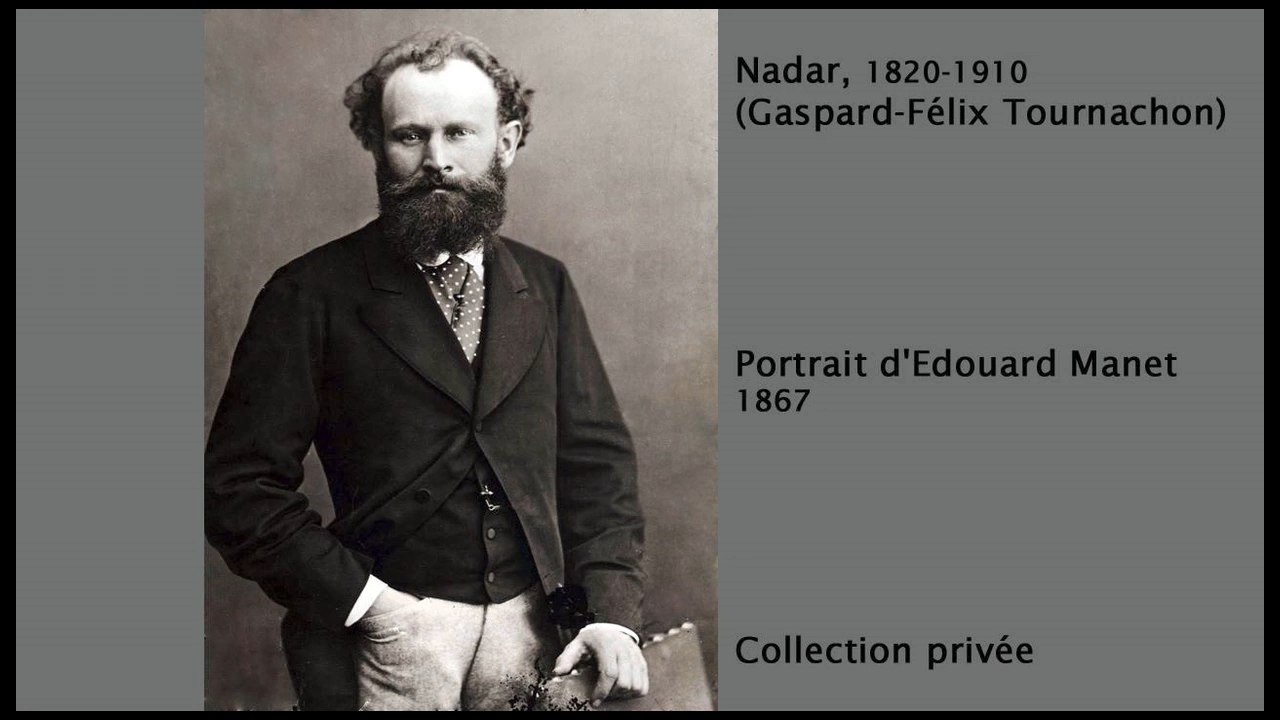 Nadar, 1820-1910
(Gaspard-Félix Tournachon)
Portrait d'Edouard Manet
1867
Collection privée